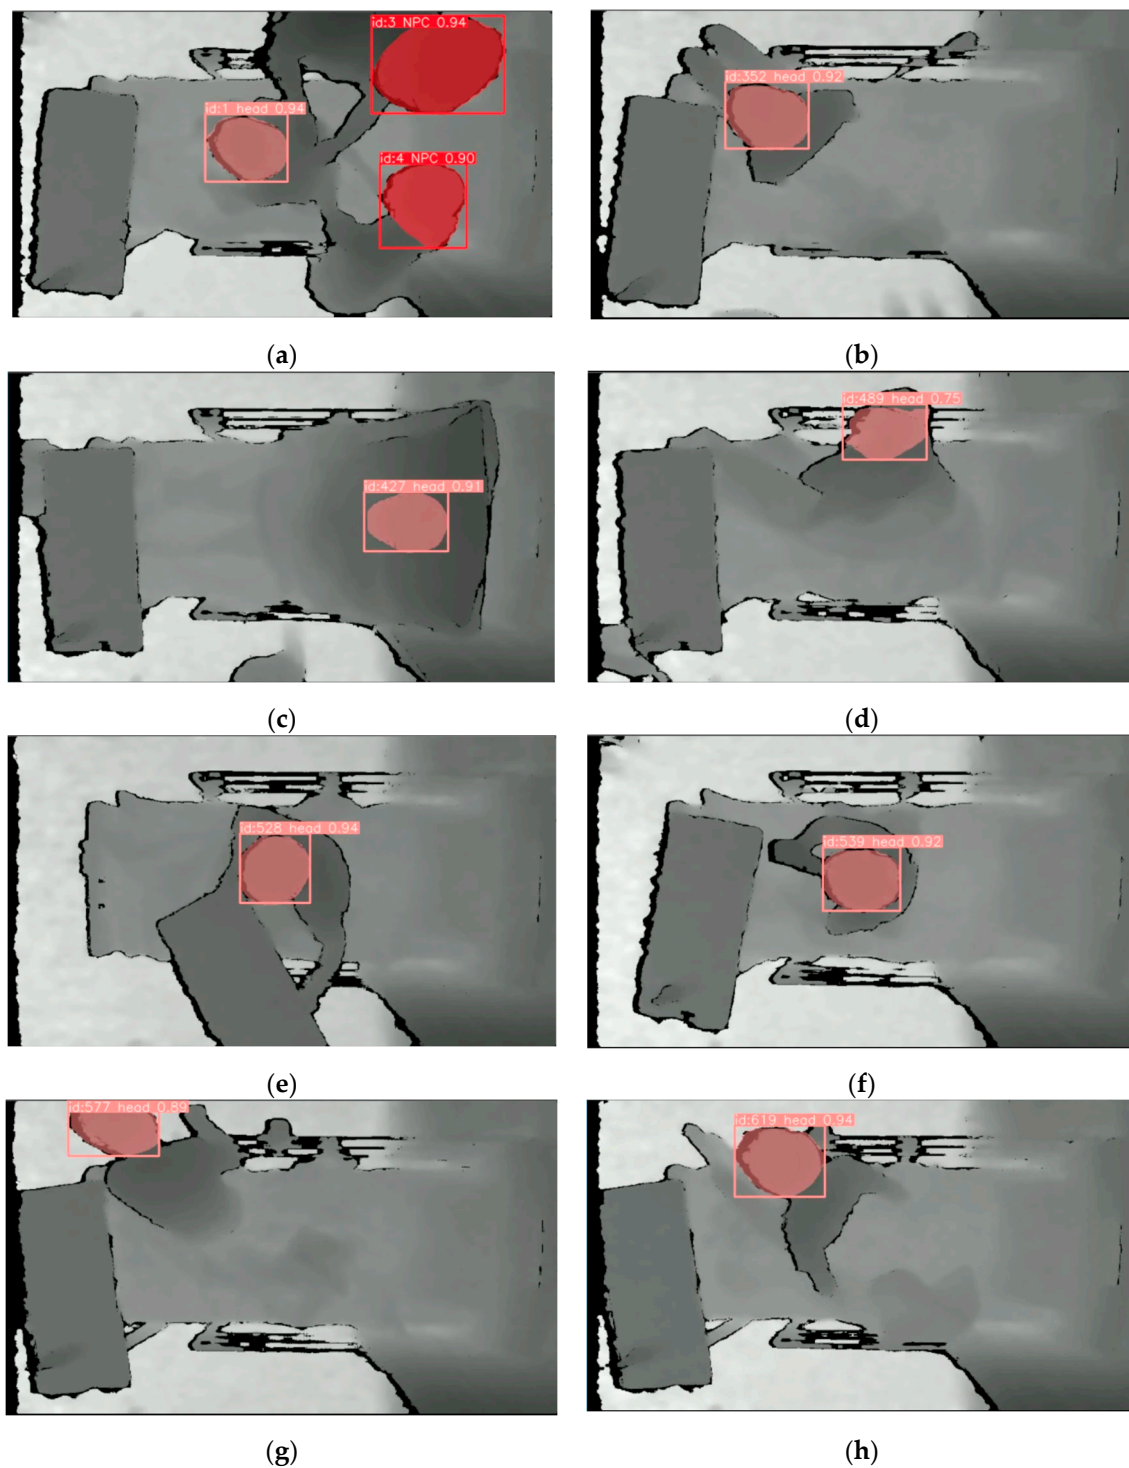 id:3 NPC 0.94
id:1 head 0.94
id:4 NPC 0.90
id:352 head 0.92
(a)
(b)
id:427 head 0.91
id:489 head 0.75
(c)
(d)
id:528 head 0.94
id:539 head 0.92
(e)
(f)
id:577 head 0.89
id:619 head 0.94
(g)
(h)